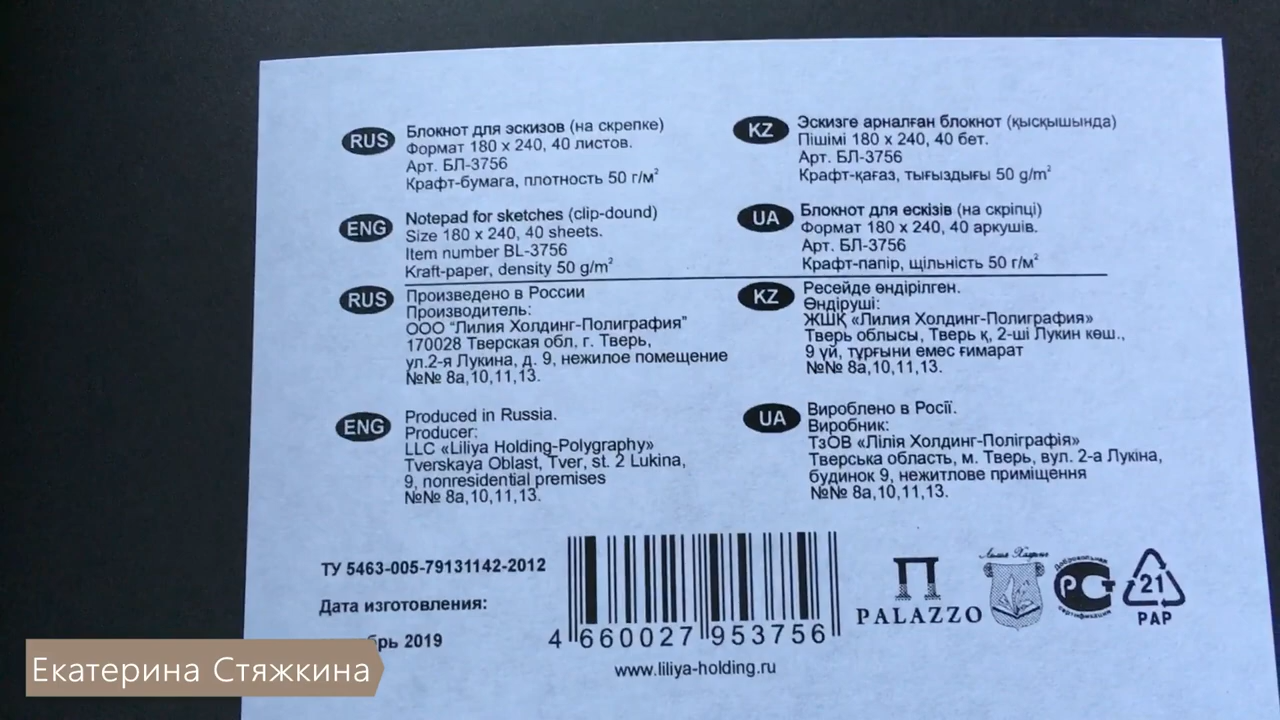 RUS
Блокнот для эскизов (на скрепке)
Формат 180 х 240, 40 листов.
Арт. БЛ-3756
Крафт-бумага, плотность 50 г/м²
KZ
Эскизге арналған блокнот (қысқышында)
Пішімі 180 х 240, 40 бет.
Арт. БЛ-3756
Крафт-қағаз, тығыздығы 50 g/m²
ENG
Notepad for sketches (clip-dound)
Size 180 x 240, 40 sheets.
Item number BL-3756
Kraft-paper, density 50 g/m²
UA
Блокнот для ескізів (на скріпці)
Формат 180 х 240, 40 аркушів.
Арт. БЛ-3756
Крафт-папір, щільність 50 г/м²
RUS
Произведено в России
Производитель:
ООО "Лилия Холдинг-Полиграфия"
170028 Тверская обл, г. Тверь,
ул.2-я Лукина, д. 9, нежилое помещение
№№ 8а,10,11,13.
KZ
Ресейде өндірілген.
Өндіруші:
ЖШҚ «Лилия Холдинг-Полиграфия»
Тверь облысы, Тверь қ, 2-ші Лукин көш.,
9 үй, тұрғыни емес ғимарат
№№ 8а,10,11,13.
ENG
Produced in Russia.
Producer:
LLC «Liliya Holding-Polygraphy»
Tverskaya Oblast, Tver, st. 2 Lukina,
9, nonresidential premises
№№ 8a,10,11,13.
UA
Вироблено в Росії.
Виробник:
ТзОВ «Лілія Холдинг-Поліграфія»
Тверська область, м. Тверь, вул. 2-а Лукіна,
будинок 9, нежитлове приміщення
№№ 8а,10,11,13.
ТУ 5463-005-79131142-2012
Дата изготовления:
2019
4 660027 953756
www.liliya-holding.ru
PALAZZO
Добровольная
РСТ
сертификация
21
PAP
Екатерина Стяжкина